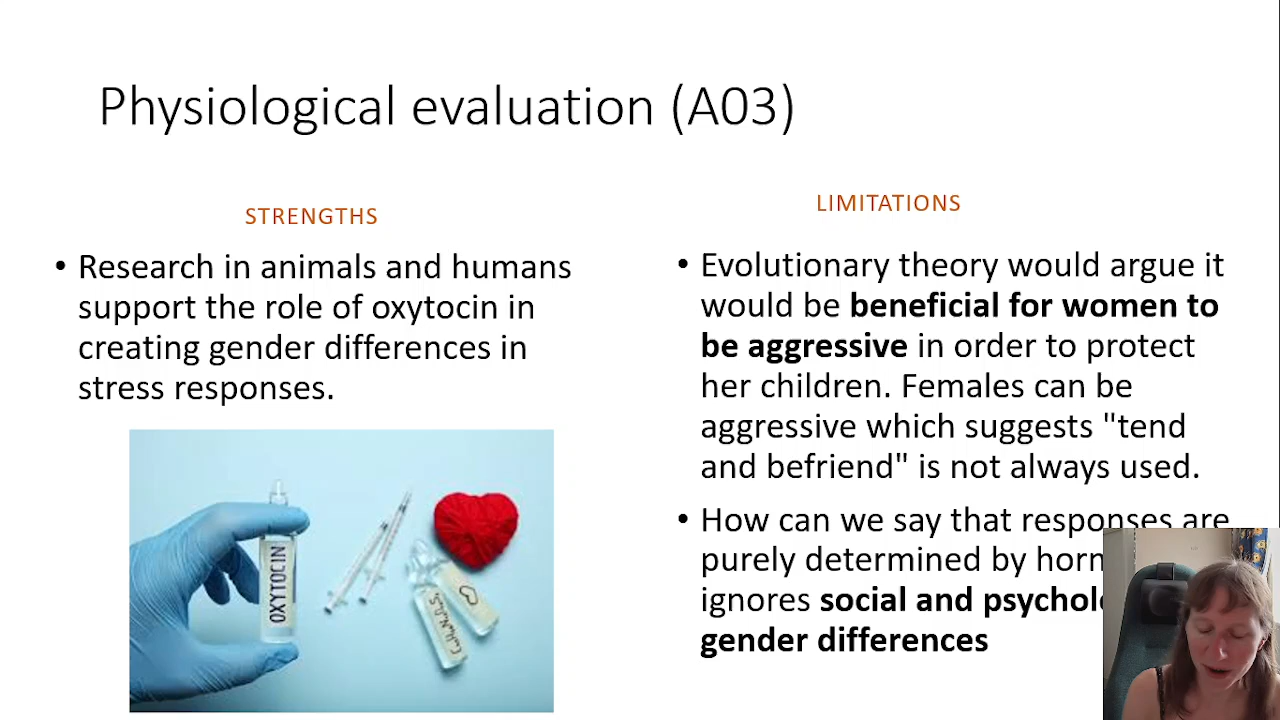 Physiological evaluation (A03)
STRENGTHS
• Research in animals and humans
support the role of oxytocin in
creating gender differences in
stress responses.
OXYTOCIN
LIMITATIONS
• Evolutionary theory would argue it
would be beneficial for women to
be aggressive in order to protect
her children. Females can be
aggressive which suggests "tend
and befriend" is not always used.
• How can we say that responses are
purely determined by
ignores social and
gender differences